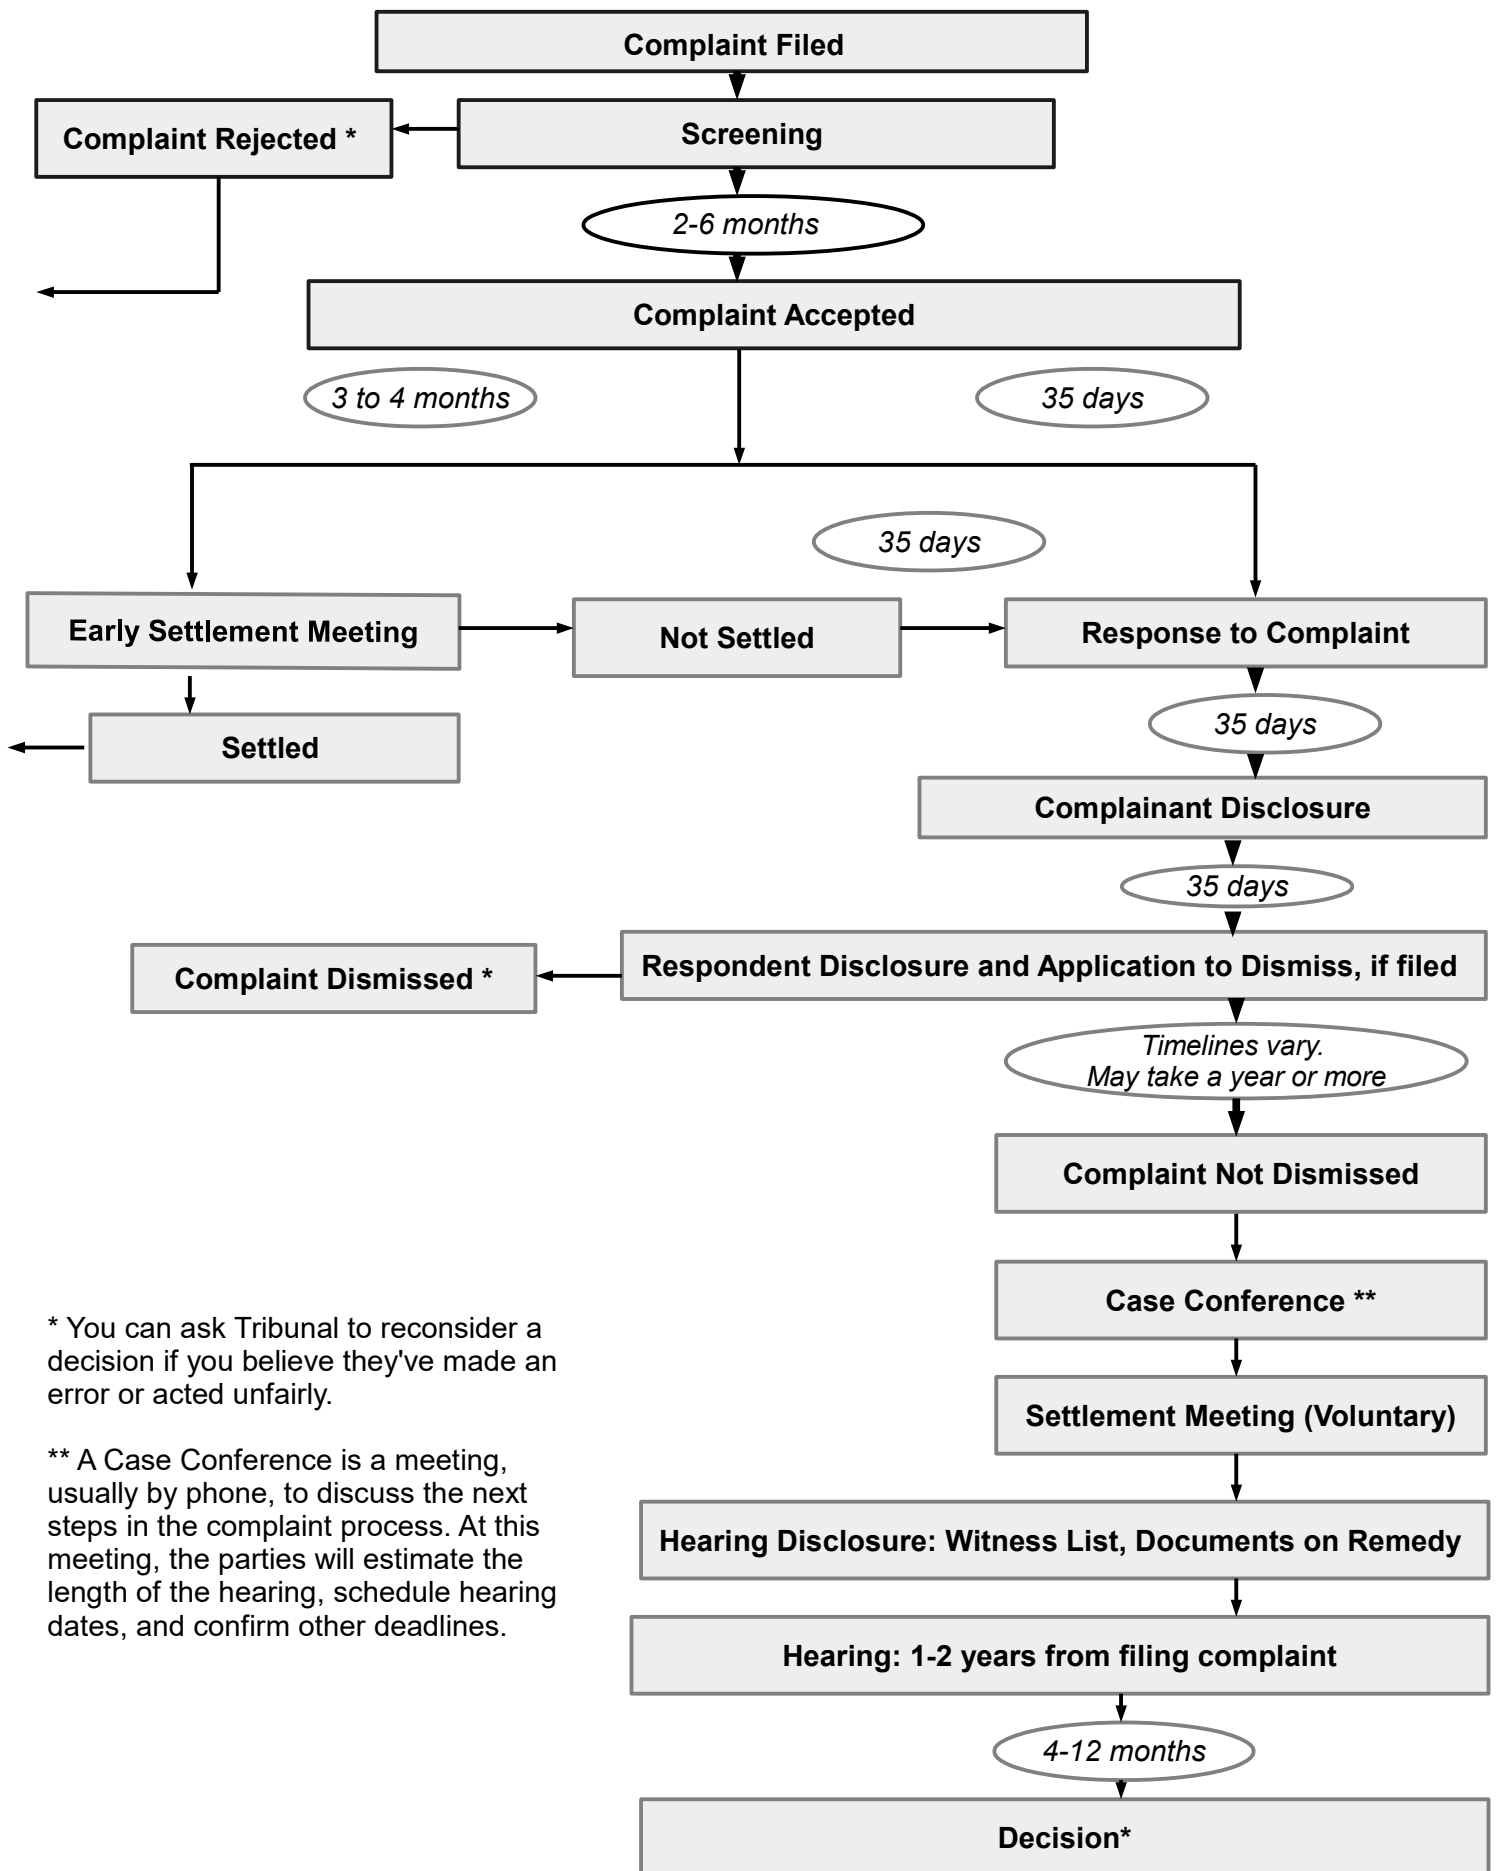 Complaint Filed
Complaint Rejected *
Screening
2-6 months
Complaint Accepted
3 to 4 months
35 days
35 days
Early Settlement Meeting
Not Settled
Response to Complaint
35 days
Settled
Complainant Disclosure
35 days
Complaint Dismissed *
Respondent Disclosure and Application to Dismiss, if filed
Timelines vary.
May take a year or more
Complaint Not Dismissed
Case Conference **
Settlement Meeting (Voluntary)
Hearing Disclosure: Witness List, Documents on Remedy
Hearing: 1-2 years from filing complaint
4-12 months
Decision*
* You can ask Tribunal to reconsider a
decision if you believe they've made an
error or acted unfairly.
** A Case Conference is a meeting,
usually by phone, to discuss the next
steps in the complaint process. At this
meeting, the parties will estimate the
length of the hearing, schedule hearing
dates, and confirm other deadlines.